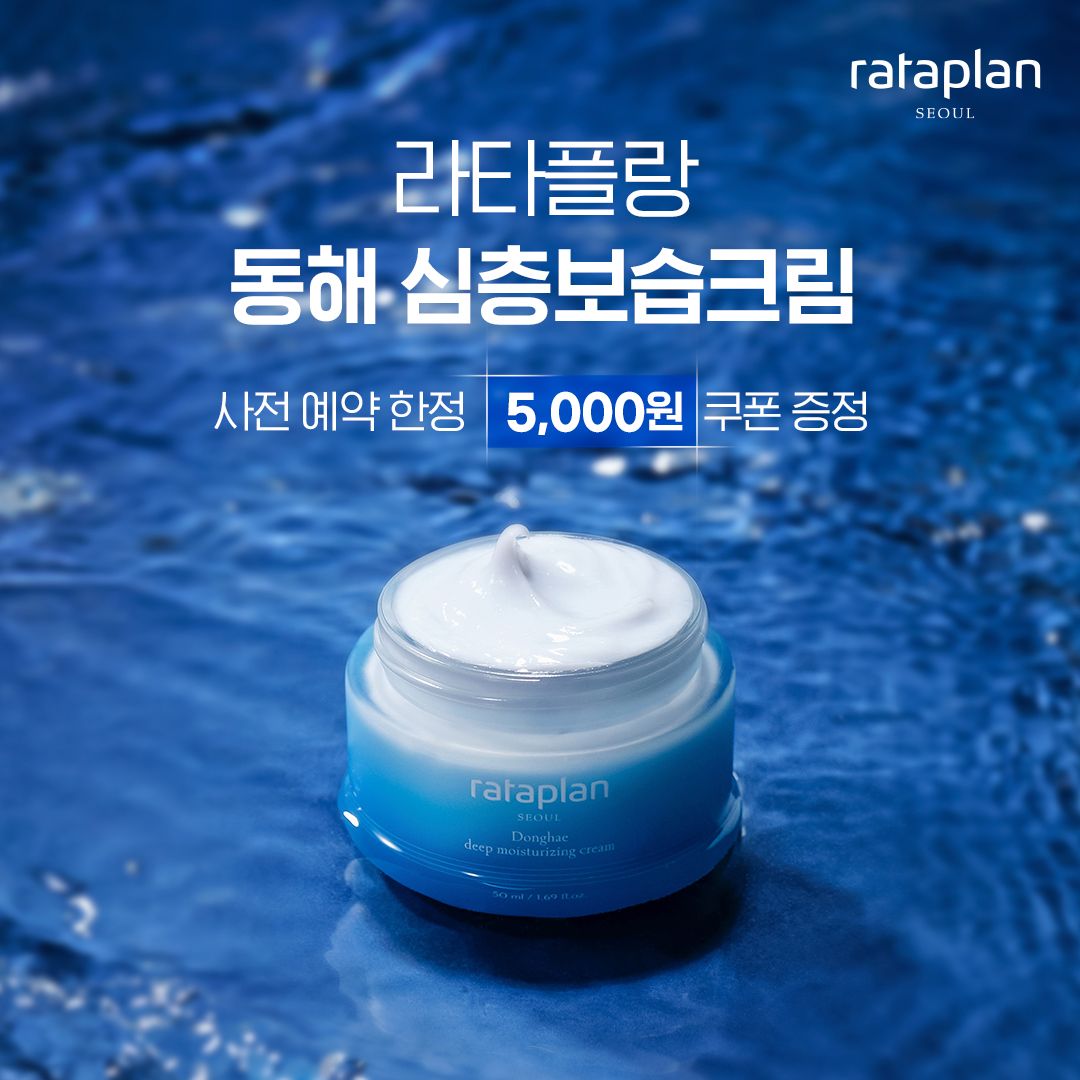 rataplan
SEOUL
라타플랑
동해 심층보습크림
사전 예약 한정 5,000원 쿠폰 증정
rataplan
SEOUL
Donghae
deep moisturizing cream
50 ml / 1.69 fl.oz.